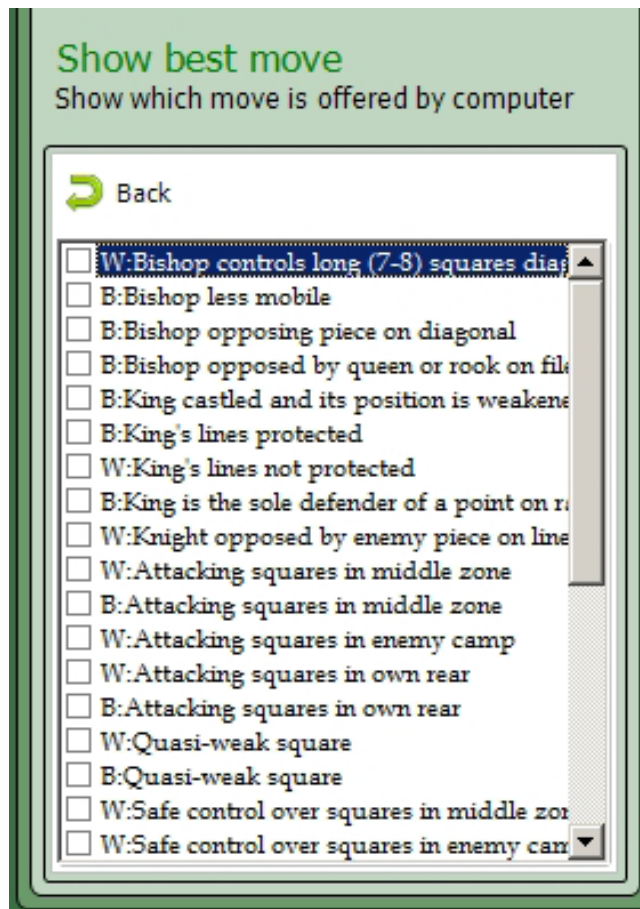 Show best move
Show which move is offered by computer
Back
W:Bishop controls long (7-8) squares diag
B:Bishop less mobile
B:Bishop opposing piece on diagonal
B:Bishop opposed by queen or rook on file
B:King castled and its position is weakene
B:King's lines protected
W:King's lines not protected
B:King is the sole defender of a point on ra
W:Knight opposed by enemy piece on line
W:Attacking squares in middle zone
B:Attacking squares in middle zone
W:Attacking squares in enemy camp
W:Attacking squares in own rear
B:Attacking squares in own rear
W:Quasi-weak square
B:Quasi-weak square
W:Safe control over squares in middle zon
W:Safe control over squares in enemy cam